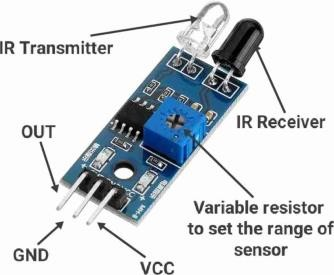 IR Transmitter
IR Receiver
OUT
GND
VCC
Variable resistor
to set the range of
sensor